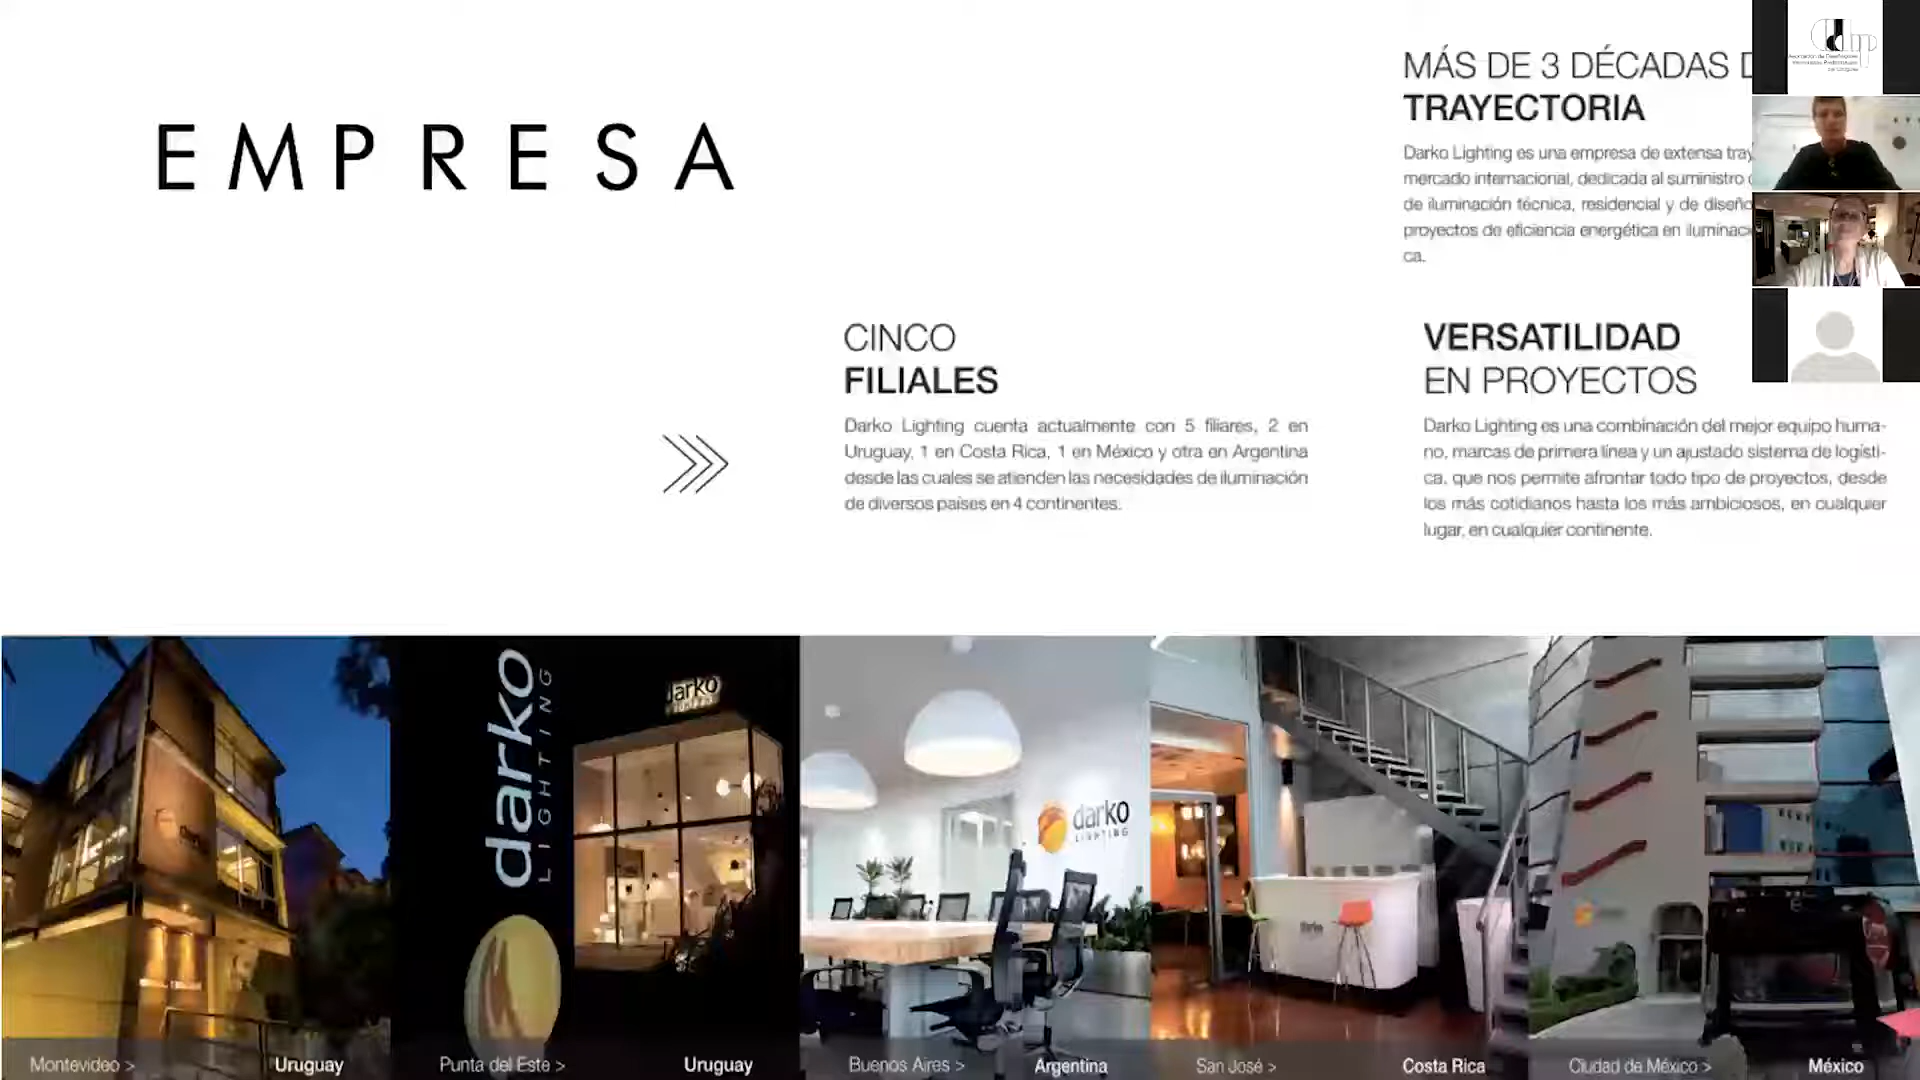 EMPRESA
MÁS DE 3 DÉCADAS
TRAYECTORIA
Darko Lighting es una empresa de extensa
mercado internacional, dedicada al suministro
de iluminación técnica, residencial y de diseño
proyectos de eficiencia energética en
ca.
CINCO
FILIALES
Darko Lighting cuenta actualmente con 5 filiares, 2 en
Uruguay, 1 en Costa Rica, 1 en México y otra en Argentina
desde las cuales se atienden las necesidades de iluminación
de diversos países en 4 continentes.
VERSATILIDAD
EN PROYECTOS
Darko Lighting es una combinación del mejor equipo huma-
no, marcas de primera línea y un ajustado sistema de logísti-
ca, que nos permite afrontar todo tipo de proyectos, desde
los más cotidianos hasta los más ambiciosos, en cualquier
lugar, en cualquier continente.
darko
LIGHTING
darko
LIGHTING
Montevideo > Uruguay
Punta del Este > Uruguay
Buenos Aires > Argentina
San José > Costa Rica
Ciudad de México > México